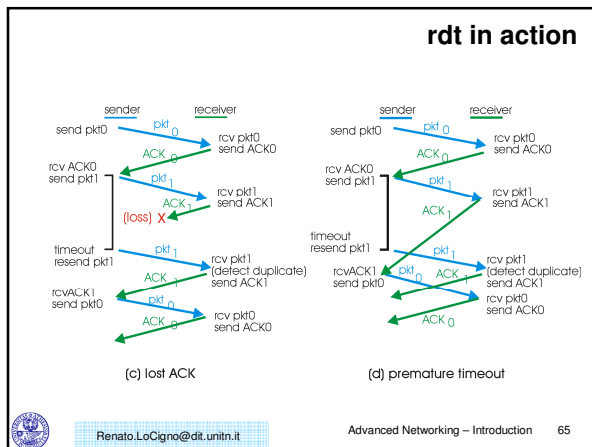 rdt in action
sender
receiver
send pkt0
pkt 0
rcv pkt0
send ACK0
ACK 0
rcv ACK0
send pkt1
pkt 1
rcv pkt1
send ACK1
ACK 1
(loss) X
timeout
resend pkt1
pkt 1
rcv pkt1
(detect duplicate)
send ACK1
ACK 1
rcvACK1
send pkt0
pkt 0
rcv pkt0
send ACK0
ACK 0
(c) lost ACK
sender
receiver
send pkt0
pkt 0
rcv pkt0
send ACK0
ACK 0
rcv ACK0
send pkt1
pkt 1
rcv pkt1
send ACK1
ACK 1
timeout
resend pkt1
pkt 1
rcv pkt1
(detect duplicate)
send ACK1
rcvACK1
send pkt0
pkt 0
ACK 1
rcv pkt0
send ACK0
ACK 0
(d) premature timeout
Renato.LoCigno@dit.unitn.it
Advanced Networking – Introduction 65